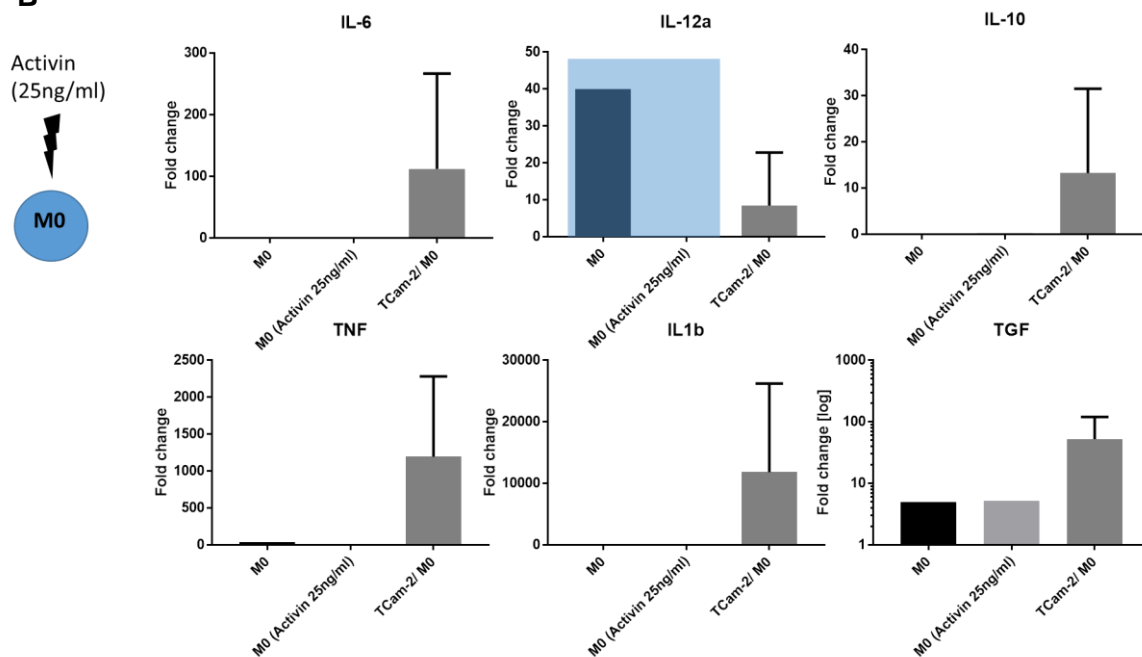 B
Activin
(25ng/ml)
M0
IL-6
Fold change
300
200
100
0
M0
M0 (Activin 25ng/ml)
TCam-2/ M0
IL-12a
Fold change
50
40
30
20
10
0
M0
M0 (Activin 25ng/ml)
TCam-2/ M0
IL-10
Fold change
40
30
20
10
0
M0
M0 (Activin 25ng/ml)
TCam-2/ M0
TNF
Fold change
2500
2000
1500
1000
500
0
M0
M0 (Activin 25ng/ml)
TCam-2/ M0
IL1b
Fold change
30000
20000
10000
0
M0
M0 (Activin 25ng/ml)
TCam-2/ M0
TGF
Fold change [log]
1000
100
10
1
M0
M0 (Activin 25ng/ml)
TCam-2/ M0